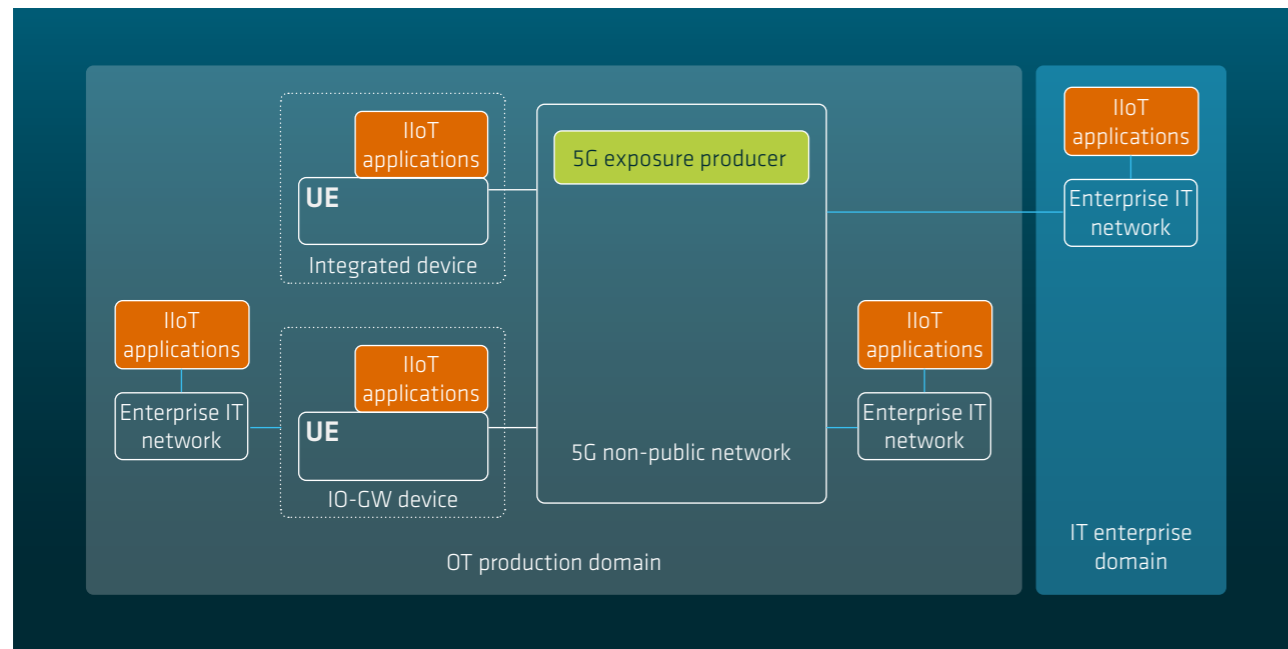 IIoT
applications
UE
Integrated device
5G exposure producer
IIoT
applications
Enterprise IT
network
IIoT
applications
Enterprise IT
network
IIoT
applications
UE
IO-GW device
5G non-public network
IIoT
applications
Enterprise IT
network
OT production domain
IT enterprise
domain